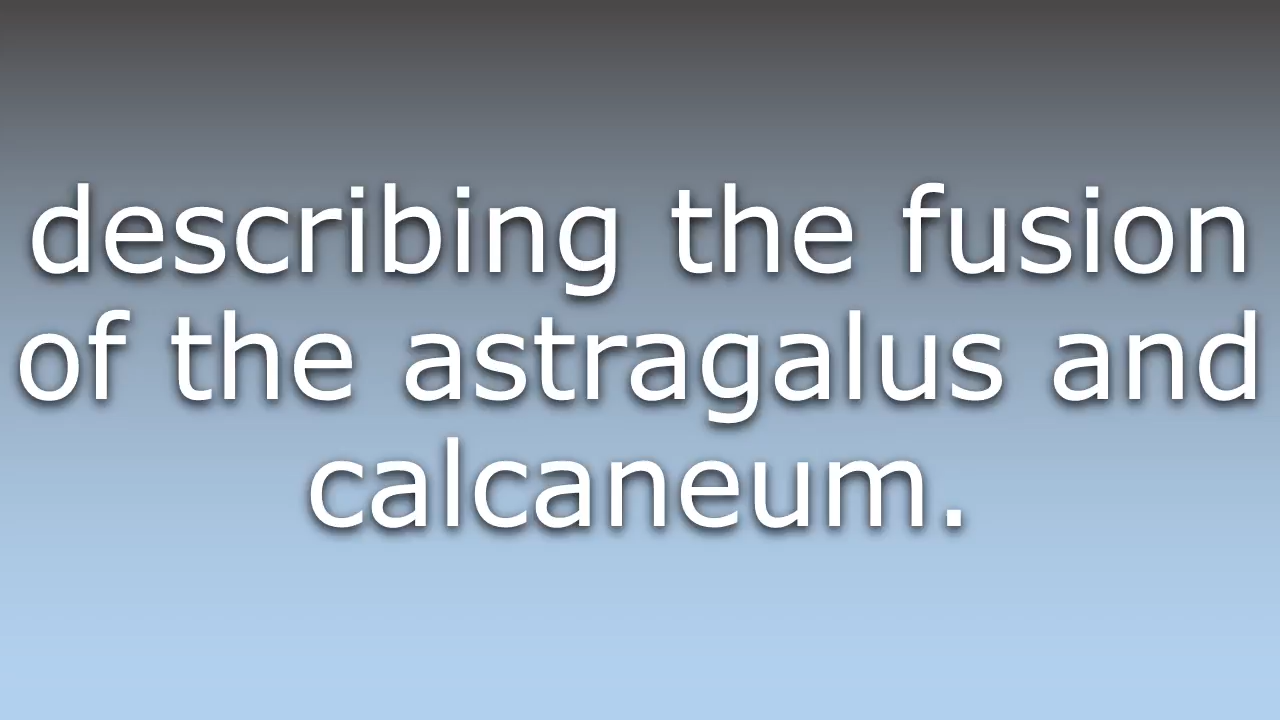 describing the fusion
of the astragalus and
calcaneum.